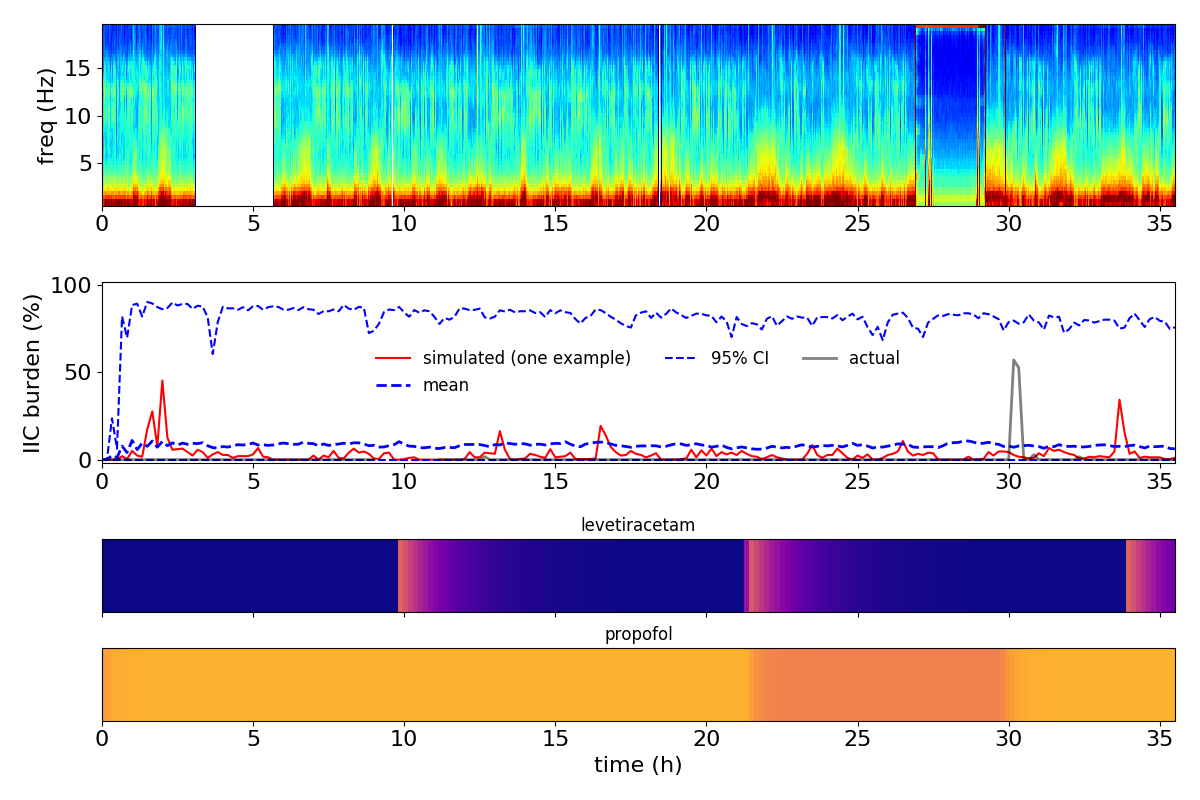 freq (Hz)
15
10
5
0 5 10 15 20 25 30 35
IIC burden (%)
100
50
0
simulated (one example) 95% CI actual
mean
0 5 10 15 20 25 30 35
levetiracetam
propofol
0 5 10 15 20 25 30 35
time (h)